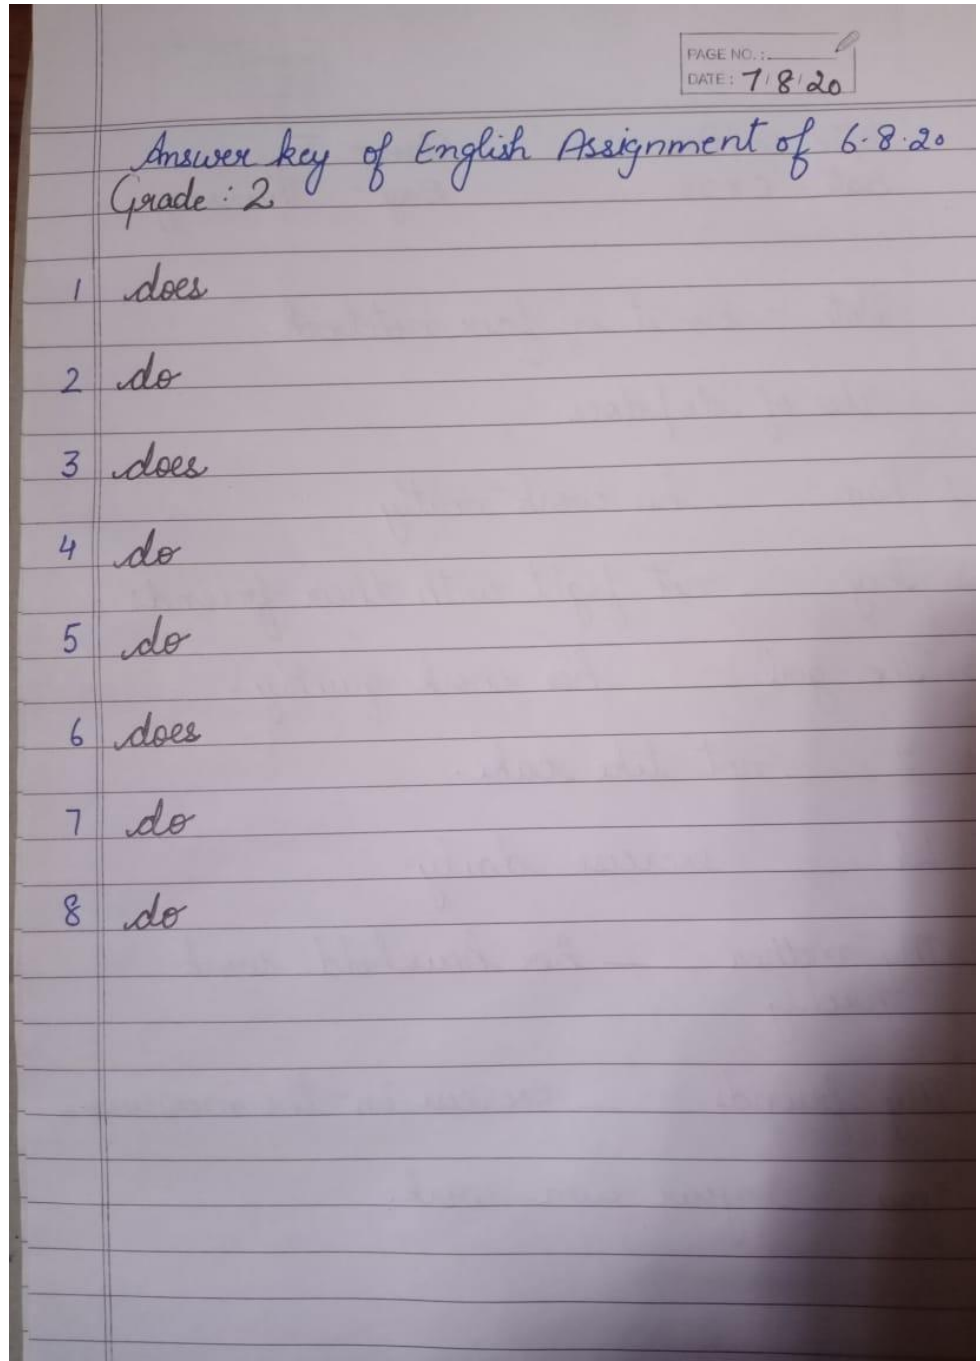 PAGE NO.:
DATE: 7/8/20
Answer key of English Assignment of 6.8.20
Grade : 2
1 does
2 do
3 does
4 do
5 do
6 does
7 do
8 do